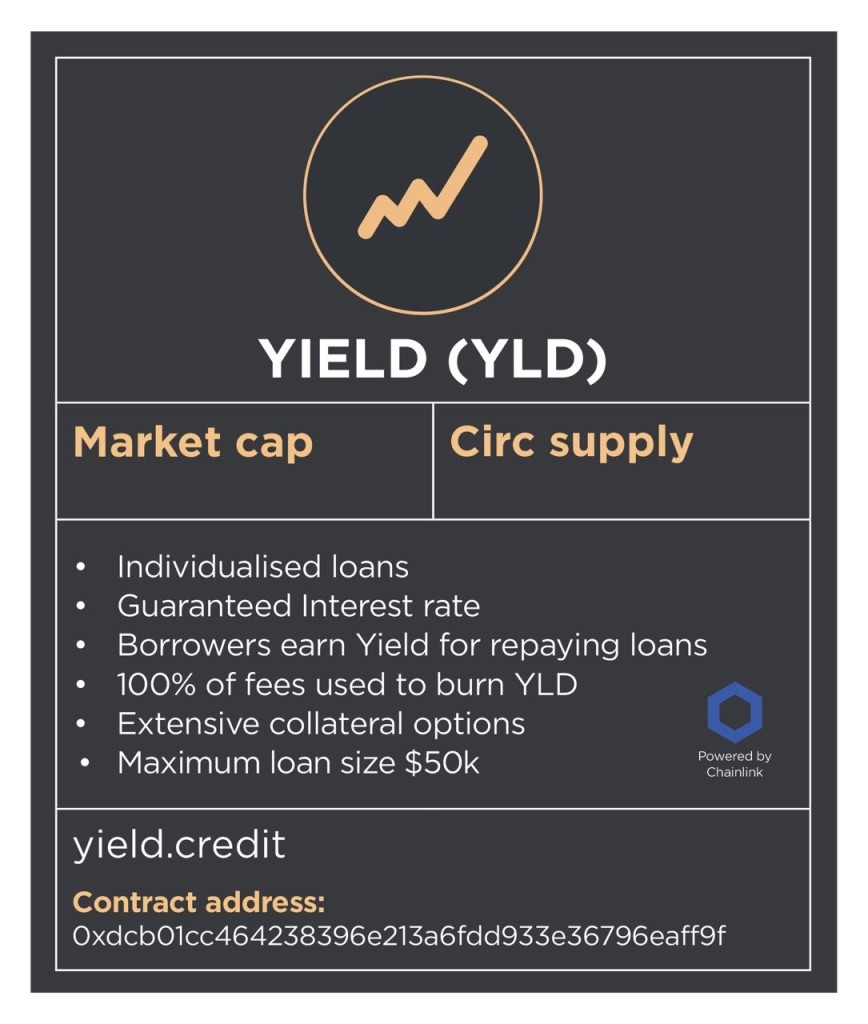 YIELD (YLD)
Market cap
Circ supply
• Individualised loans
• Guaranteed Interest rate
• Borrowers earn Yield for repaying loans
• 100% of fees used to burn YLD
• Extensive collateral options
• Maximum loan size $50k
Powered by
Chainlink
yield.credit
Contract address:
0xdcb01cc464238396e213a6fdd933e36796eaff9f